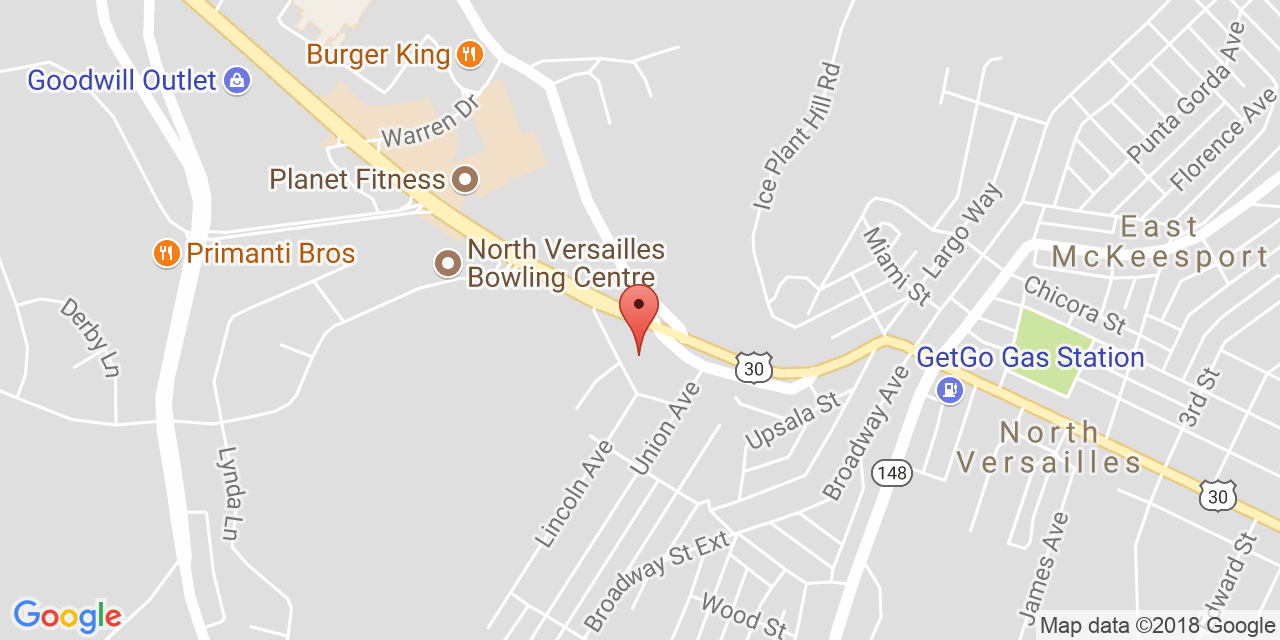 Burger King
Goodwill Outlet
Warren Dr
Planet Fitness
Primanti Bros
North Versailles
Bowling Centre
Ice Plant Hill Rd
Punta Gorda Ave
Florence Ave
Largo Way
Miami St
East
McKeesport
Chicora St
Derby Ln
30
GetGo Gas Station
3rd St
Upsala St
Broadway Ave
Union Ave
Lincoln Ave
North
Versailles
148
30
Lynda Ln
Broadway St Ext
Wood St
James Ave
dward St
Google
Map data ©2018 Google